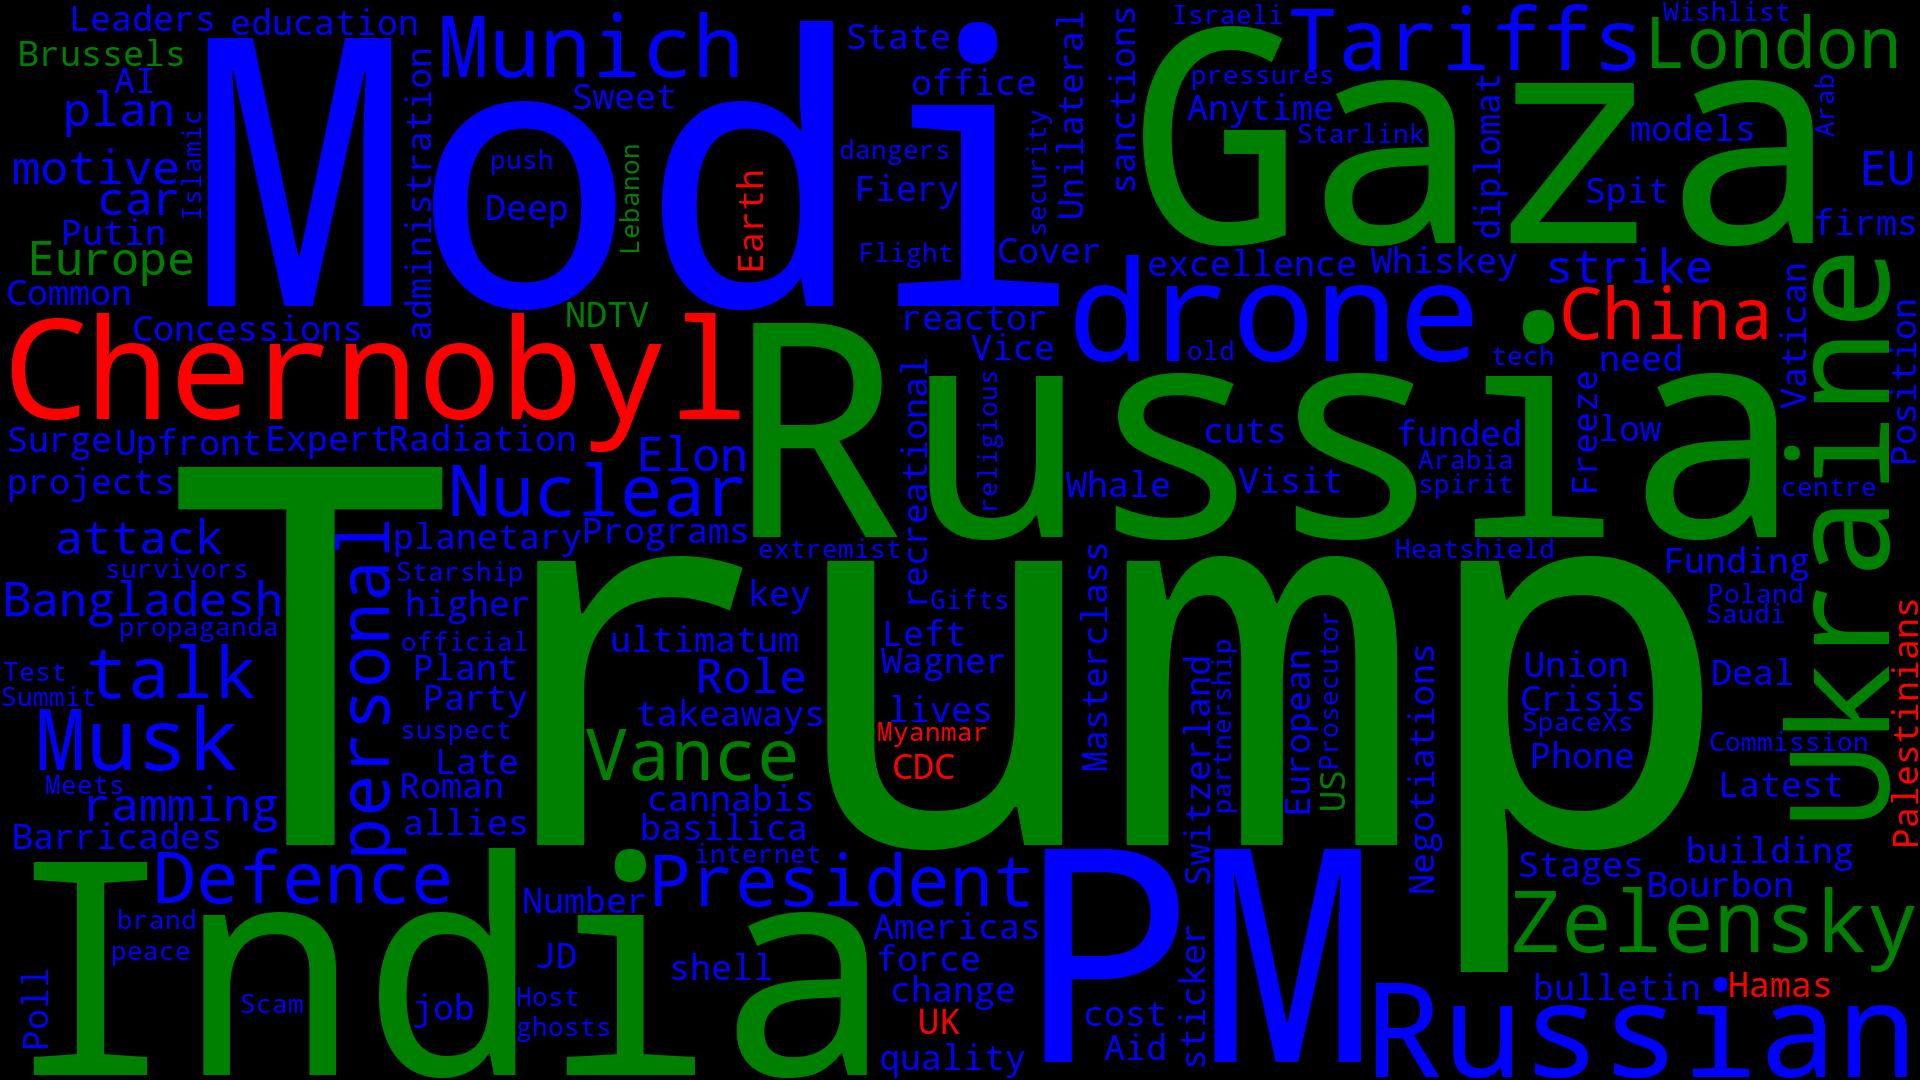 Leaders education
Brussels
AI
plan
motive
car
Putin
Europe
Common
Islamic
Modi
administration
Munich
Sweet
push
Deep
Lebanon
Earth
NDTV
State
office
dangers
Fiery
Flight
Cover
security
Unilateral
sanctions
Israeli
Tariffs
Wishlist
London
pressures
Anytime
Starlink
Gaza
diplomat
models
Spit
Arab
EU
firms
Concessions
Chernobyl
reactor
Vice
drone
old
excellence
Whiskey
strike
China
tech
need
Vatican
Position
Ukraine
Surge Upfront Expert Radiation
projects
Elon
Nuclear
Russia
recreational
religious
Whale
cuts
Visit
funded
Arabia
spirit
Freeze
low
centre
attack
survivors
Bangladesh
propaganda
Test
Summit
talk
Musk
Meets
ramming
Barricades
Trump
personal
planetary Programs
Starship
higher
official
Plant
Party
suspect
Late
Roman
allies
extremist
key
ultimatum
Role
takeaways
Vance
cannabis
basilica
internet
Gifts
Left
Wagner
lives
Myanmar
CDC
Masterclass
Switzerland
partnership
European
Prosecutor
US
Heatshield
Negotiations
Union
Crisis
SpaceXs
Phone
Funding
Poland
Saudi
Deal
Commission
Latest
Palestinians
building
Stages
Bourbon
Zelensky
India
Defence
brand
peace
Poll
Scam
job
Number
JD
Host
ghosts
President
shell
Americas
force
change
UK
quality
PM
cost
Aid
sticker
bulletin
Hamas
Russian